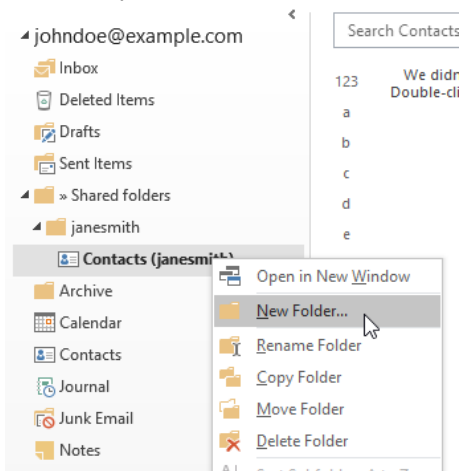 johndoe@example.com
Inbox
Deleted Items
Drafts
Sent Items
» Shared folders
janesmith
Contacts (janesmith)
Archive
Calendar
Contacts
Journal
Junk Email
Notes
Search Contacts
123
We didn
Double-cli
a
b
c
d
e
Open in New Window
New Folder...
Rename Folder
Copy Folder
Move Folder
Delete Folder